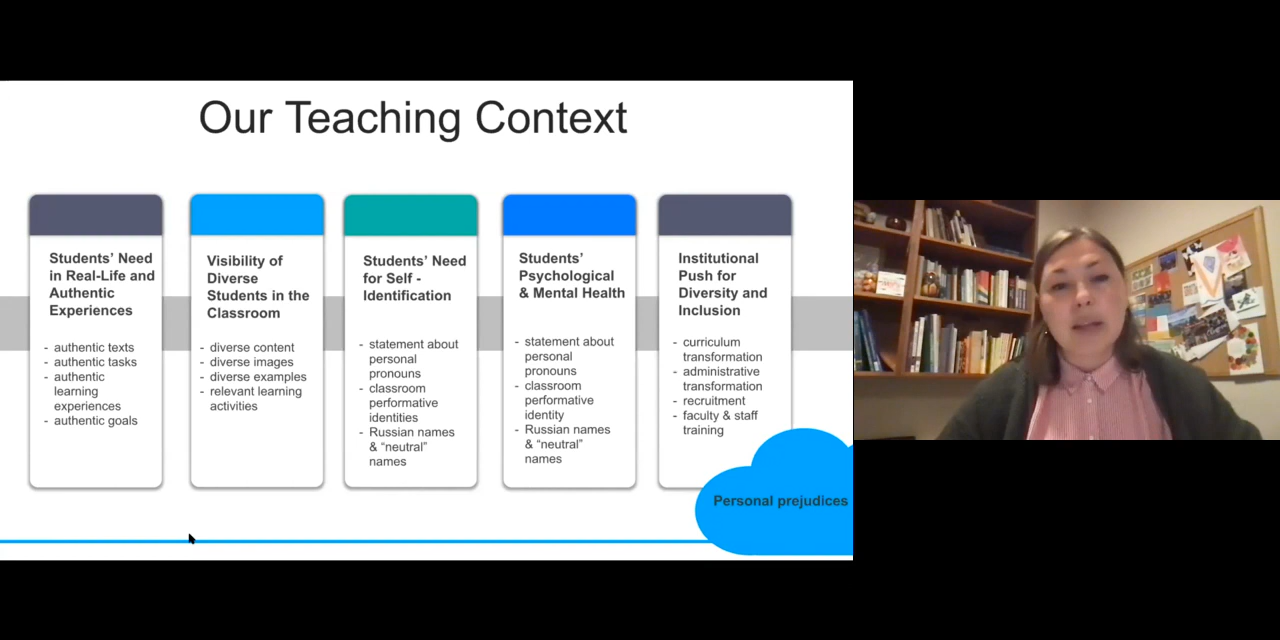 Our Teaching Context
Students' Need
in Real-Life and
Authentic
Experiences
- authentic texts
- authentic tasks
- authentic
learning
experiences
- authentic goals
Visibility of
Diverse
Students in the
Classroom
- diverse content
- diverse images
- diverse examples
- relevant learning
activities
Students' Need
for Self -
Identification
- statement about
personal
pronouns
- classroom
performative
identities
- Russian names
& “neutral”
names
Students'
Psychological
& Mental Health
- statement about
personal
pronouns
- classroom
performative
identity
- Russian names
& “neutral”
names
Institutional
Push for
Diversity and
Inclusion
- curriculum
transformation
- administrative
transformation
- recruitment
- faculty & staff
training
Personal prejudices